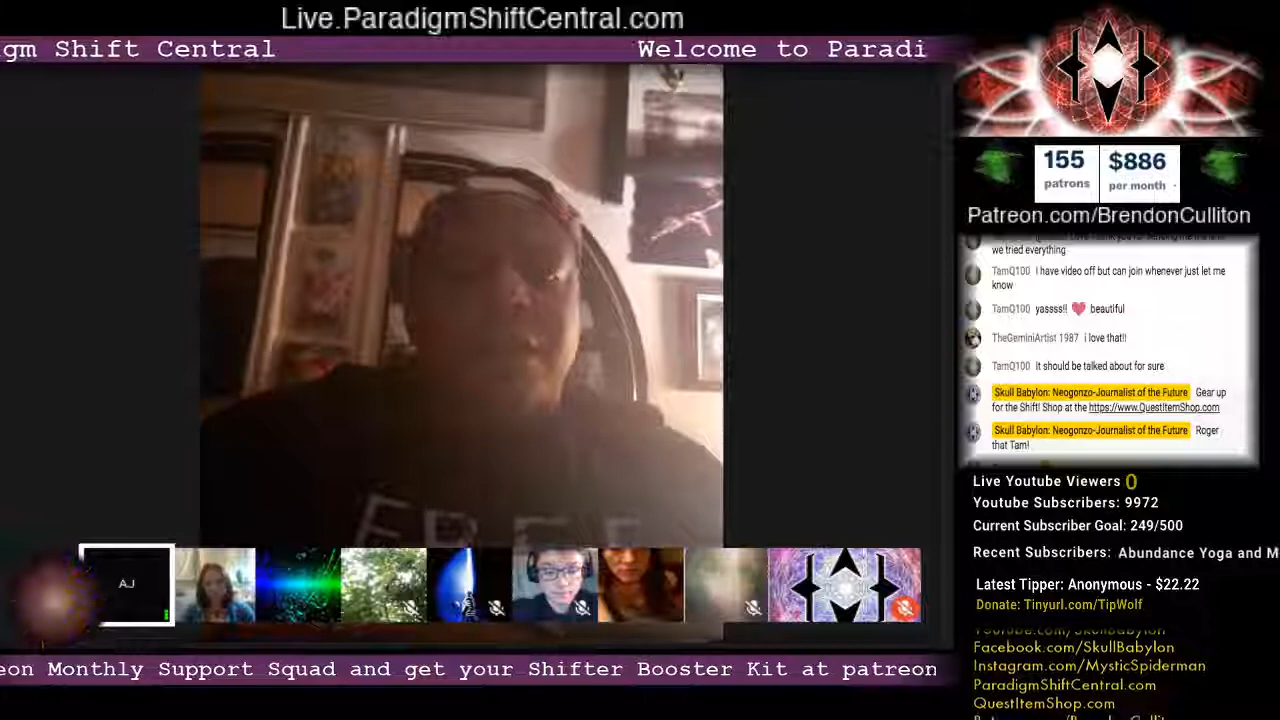 Live.ParadigmShiftCentral.com
gm Shift Central
Welcome to Paradi
155
patrons
$886
per month
Patreon.com/BrendonCulliton
we tried everything
TamQ100 I have video off but can join whenever just let me
know
TamQ100 yassss!! ❤ beautiful
TheGeminiArtist 1987 i love that!!
TamQ100 It should be talked about for sure
Skull Babylon: Neogonzo-Journalist of the Future Gear up
for the Shift! Shop at the https://www.QuestItemShop.com
Skull Babylon: Neogonzo-Journalist of the Future Roger
that Tam!
FREE
AJ
Live Youtube Viewers 0
Youtube Subscribers: 9972
Current Subscriber Goal: 249/500
Recent Subscribers: Abundance Yoga and M
Latest Tipper: Anonymous - $22.22
Donate: Tinyurl.com/TipWolf
Youtube.com/SkullBabylon
Facebook.com/SkullBabylon
Instagram.com/MysticSpiderman
ParadigmShiftCentral.com
QuestItemShop.com
eon Monthly Support Squad and get your Shifter Booster Kit at patreon